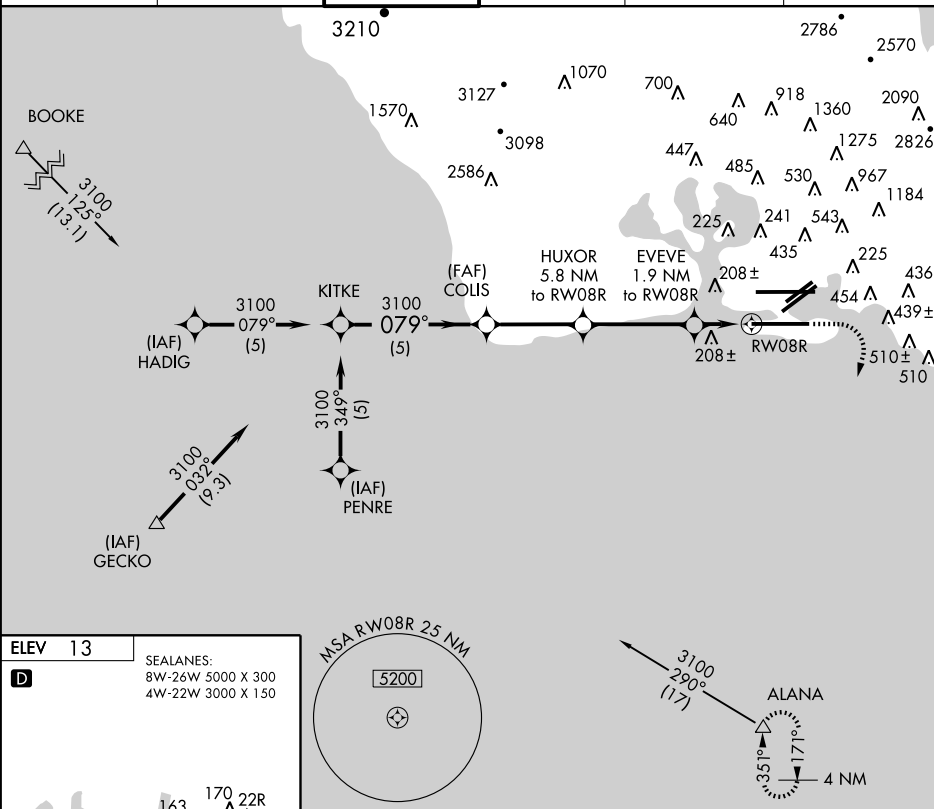 3210
2786
2570
3127
1070
700
640
918
1360
2090
1570
3098
1275
2826
BOOKE
2586
447
485
530
967
1184
3100
125°
(13.1)
225
241
435
543
225
HUXOR
5.8 NM
to RW08R
EVEVE
1.9 NM
to RW08R
208±
(FAF)
COLIS
KITKE
454
436
439±
3100
079°
(5)
3100
079°
(5)
(IAF)
HADIG
208±
RW08R
510±
510
3100
349°
(5)
(IAF)
PENRE
3100
032°
(9.3)
(IAF)
GECKO
ELEV 13
D
SEALANES:
8W-26W 5000 X 300
4W-22W 3000 X 150
MSA RW08R 25 NM
5200
3100
290°
(17)
ALANA
351°
171°
4 NM
163
170
22R